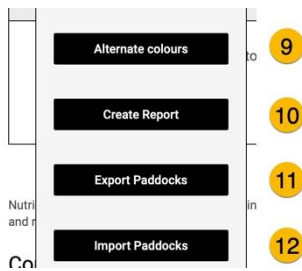 Alternate colours
9
to
Create Report
10
Export Paddocks
11
Nutri
in
and r
Import Paddocks
12
Co